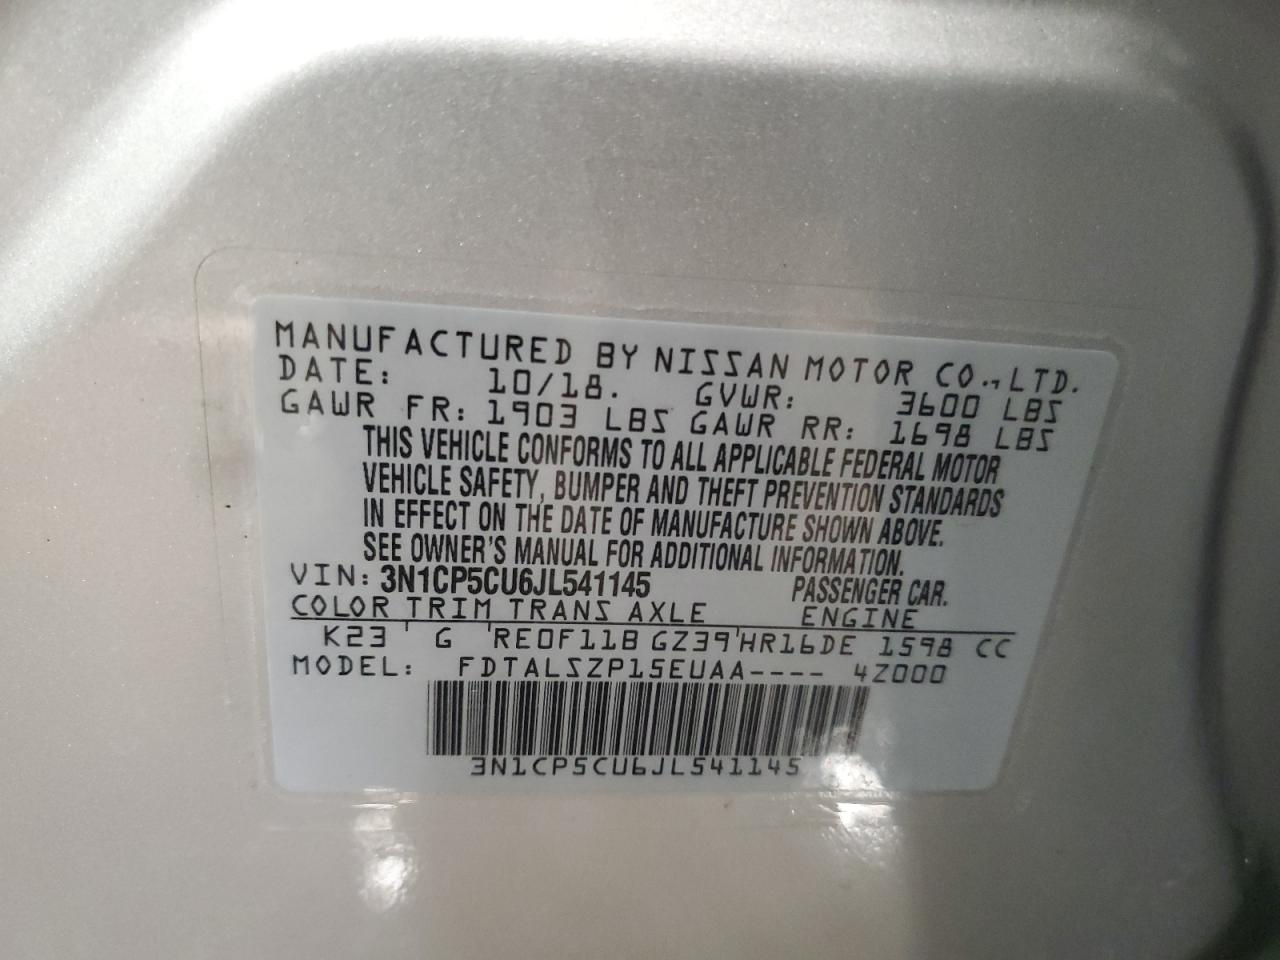 MANUFACTURED BY NISSAN MOTOR CO., LTD.
DATE: 10/18. GVWR: 3600 LBS
GAWR FR: 1903 LBS GAWR RR: 1698 LBS
THIS VEHICLE CONFORMS TO ALL APPLICABLE FEDERAL MOTOR
VEHICLE SAFETY, BUMPER AND THEFT PREVENTION STANDARDS
IN EFFECT ON THE DATE OF MANUFACTURE SHOWN ABOVE.
SEE OWNER'S MANUAL FOR ADDITIONAL INFORMATION.
VIN: 3N1CP5CU6JL541145 PASSENGER CAR.
COLOR TRIM TRANS AXLE ENGINE
K23 ' G 'RE0F11B GZ39'HR16DE 1598 CC
MODEL: FDTALSZP15EUAA---- 4Z000
3N1CP5CU6JL541145